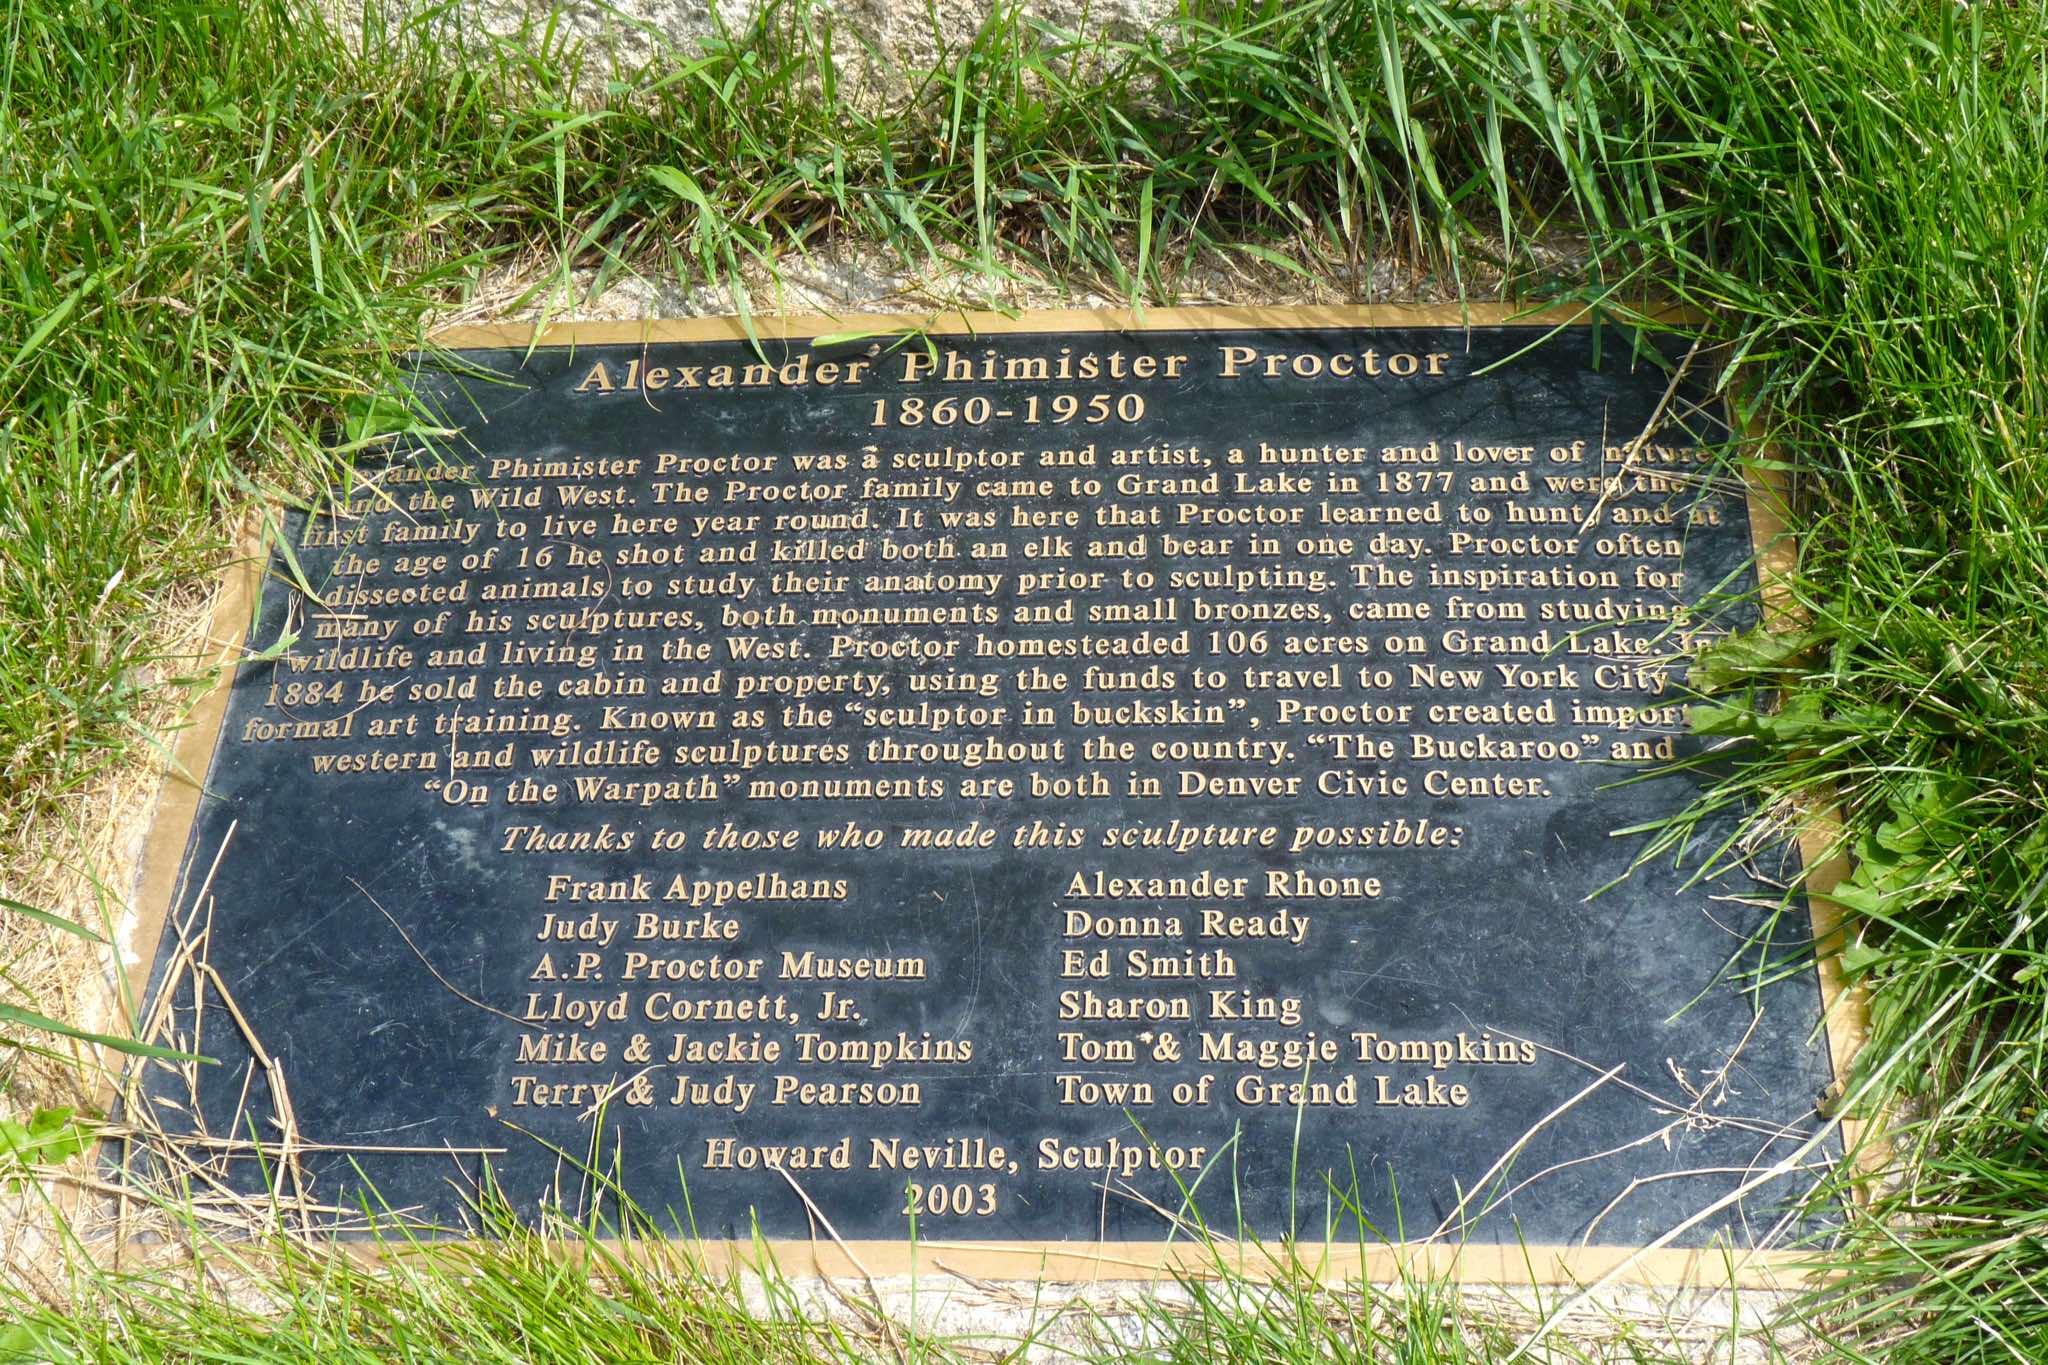 Alexander Phimister Proctor
1860-1950
Phimister Proctor was a sculptor and artist, a hunter and lover of nature
and the Wild West. The Proctor family came to Grand Lake in 1877 and were the
first family to live here year round. It was here that Proctor learned to hunt, and at
the age of 16 he shot and killed both an elk and bear in one day. Proctor often
dissected animals to study their anatomy prior to sculpting. The inspiration for
many of his sculptures, both monuments and small bronzes, came from studying
wildlife and living in the West. Proctor homesteaded 106 acres on Grand Lake. In
1884 he sold the cabin and property, using the funds to travel to New York City
formal art training. Known as the “sculptor in buckskin”, Proctor created
western and wildlife sculptures throughout the country. “The Buckaroo” and
“On the Warpath” monuments are both in Denver Civic Center.
Thanks to those who made this sculpture possible:
Frank Appelhans
Judy Burke
A.P. Proctor Museum
Lloyd Cornett, Jr.
Mike & Jackie Tompkins
Terry & Judy Pearson
Alexander Rhone
Donna Ready
Ed Smith
Sharon King
Tom & Maggie Tompkins
Town of Grand Lake
Howard Neville, Sculptor
2003